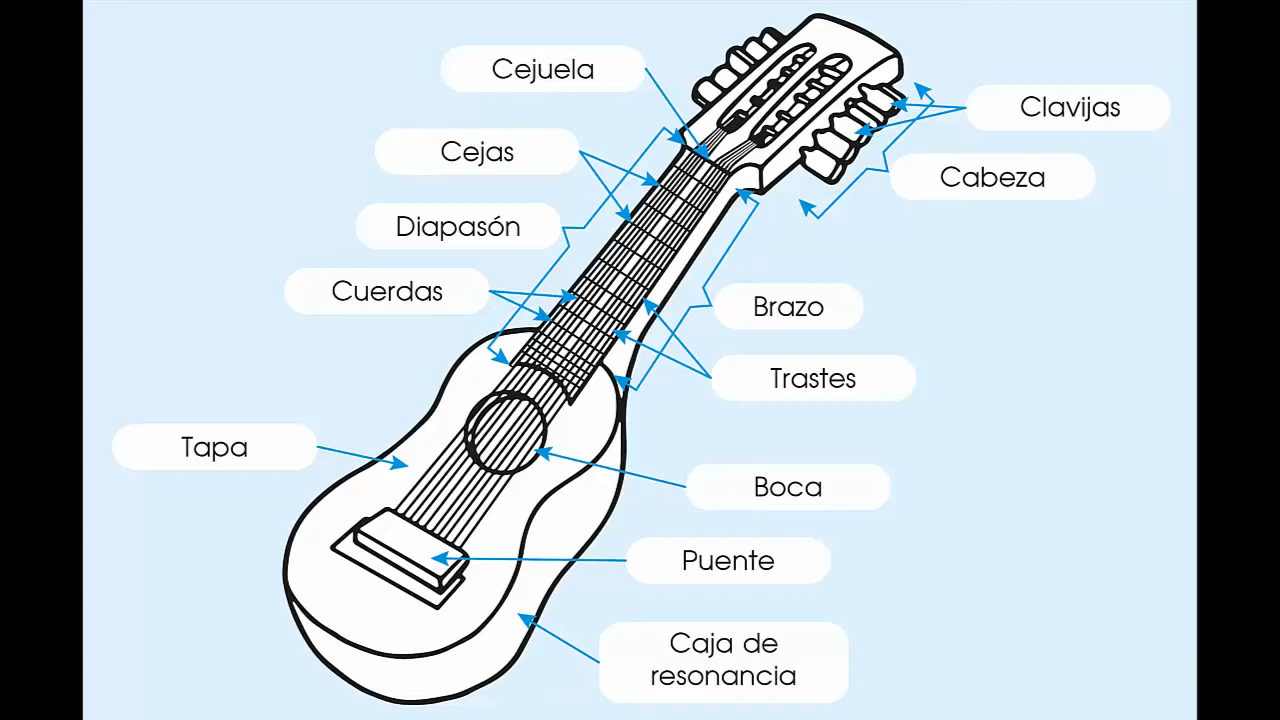 Cejuela
Clavijas
Cejas
Cabeza
Diapasón
Cuerdas
Brazo
Trastes
Tapa
Boca
Puente
Caja de
resonancia